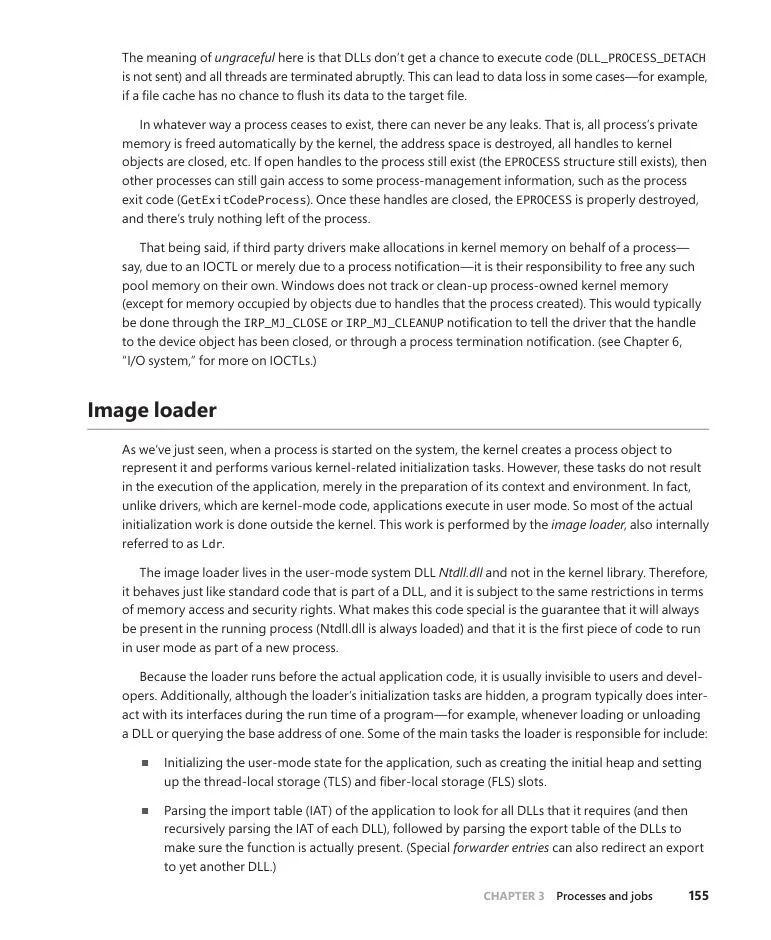 The meaning of ungraceful here is that DLLs don’t get a chance to execute code (DLL_PROCESS_DETACH
is not sent) and all threads are terminated abruptly. This can lead to data loss in some cases—for example,
if a file cache has no chance to flush its data to the target file.
In whatever way a process ceases to exist, there can never be any leaks. That is, all process’s private
memory is freed automatically by the kernel, the address space is destroyed, all handles to kernel
objects are closed, etc. If open handles to the process still exist (the EPROCESS structure still exists), then
other processes can still gain access to some process-management information, such as the process
exit code (GetExitCodeProcess). Once these handles are closed, the EPROCESS is properly destroyed,
and there’s truly nothing left of the process.
That being said, if third party drivers make allocations in kernel memory on behalf of a process—
say, due to an IOCTL or merely due to a process notification—it is their responsibility to free any such
pool memory on their own. Windows does not track or clean-up process-owned kernel memory
(except for memory occupied by objects due to handles that the process created). This would typically
be done through the IRP_MJ_CLOSE or IRP_MJ_CLEANUP notification to tell the driver that the handle
to the device object has been closed, or through a process termination notification. (see Chapter 6,
“I/O system,” for more on IOCTLs.)
Image loader
As we’ve just seen, when a process is started on the system, the kernel creates a process object to
represent it and performs various kernel-related initialization tasks. However, these tasks do not result
in the execution of the application, merely in the preparation of its context and environment. In fact,
unlike drivers, which are kernel-mode code, applications execute in user mode. So most of the actual
initialization work is done outside the kernel. This work is performed by the image loader, also internally
referred to as Ldr.
The image loader lives in the user-mode system DLL Ntdll.dll and not in the kernel library. Therefore,
it behaves just like standard code that is part of a DLL, and it is subject to the same restrictions in terms
of memory access and security rights. What makes this code special is the guarantee that it will always
be present in the running process (Ntdll.dll is always loaded) and that it is the first piece of code to run
in user mode as part of a new process.
Because the loader runs before the actual application code, it is usually invisible to users and devel-
opers. Additionally, although the loader’s initialization tasks are hidden, a program typically does inter-
act with its interfaces during the run time of a program—for example, whenever loading or unloading
a DLL or querying the base address of one. Some of the main tasks the loader is responsible for include:
■ Initializing the user-mode state for the application, such as creating the initial heap and setting
up the thread-local storage (TLS) and fiber-local storage (FLS) slots.
■ Parsing the import table (IAT) of the application to look for all DLLs that it requires (and then
recursively parsing the IAT of each DLL), followed by parsing the export table of the DLLs to
make sure the function is actually present. (Special forwarder entries can also redirect an export
to yet another DLL.)
CHAPTER 3 Processes and jobs 155